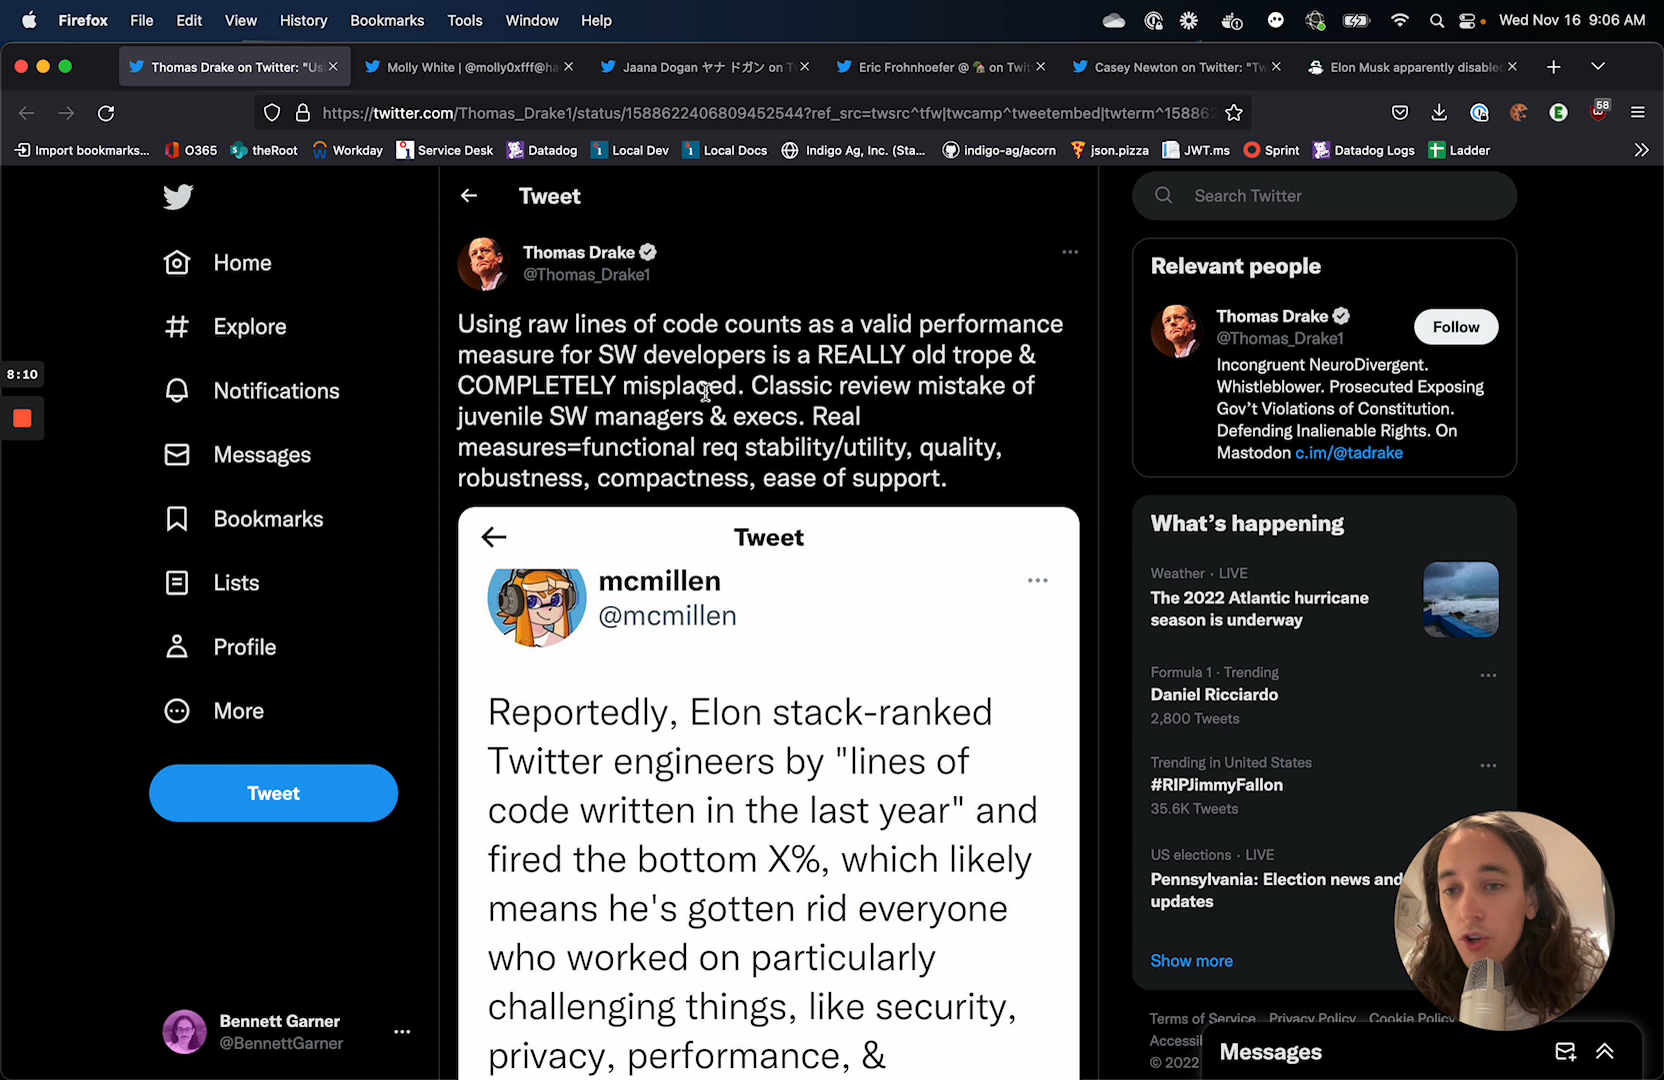 Firefox File Edit View History Bookmarks Tools Window Help
Wed Nov 16 9:06 AM
Thomas Drake on Twitter: "Us
Molly White | @molly0xfff@ha
Jaana Dogan ヤナ ドガン on T
Eric Frohnhoefer @ 🏡 on Twit
Casey Newton on Twitter: "Tw
Elon Musk apparently disable
https://twitter.com/Thomas_Drake1/status/1588622406809452544?ref_src=twsrc^tfw|twcamp^tweetembed|twterm^15886
58
Import bookmarks... O365 theRoot Workday Service Desk Datadog Local Dev Local Docs Indigo Ag, Inc. (Sta... indigo-ag/acorn json.pizza JWT.ms Sprint Datadog Logs Ladder
8:10
Home
Explore
Notifications
Messages
Bookmarks
Lists
Profile
More
Tweet
Bennett Garner
@BennettGarner
Tweet
Thomas Drake
@Thomas_Drake1
Using raw lines of code counts as a valid performance
measure for SW developers is a REALLY old trope &
COMPLETELY misplaced. Classic review mistake of
juvenile SW managers & execs. Real
measures=functional req stability/utility, quality,
robustness, compactness, ease of support.
Tweet
mcmillen
@mcmillen
Reportedly, Elon stack-ranked
Twitter engineers by "lines of
code written in the last year" and
fired the bottom X%, which likely
means he's gotten rid everyone
who worked on particularly
challenging things, like security,
privacy, performance, &
Search Twitter
Relevant people
Thomas Drake
@Thomas_Drake1
Follow
Incongruent NeuroDivergent.
Whistleblower. Prosecuted Exposing
Gov't Violations of Constitution.
Defending Inalienable Rights. On
Mastodon c.im/@tadrake
What's happening
Weather · LIVE
The 2022 Atlantic hurricane
season is underway
Formula 1 · Trending
Daniel Ricciardo
2,800 Tweets
Trending in United States
#RIPJimmyFallon
35.6K Tweets
US elections · LIVE
Pennsylvania: Election news and
updates
Show more
Terms of Service Privacy Policy Cookie Policy
Accessi
© 2022
Messages